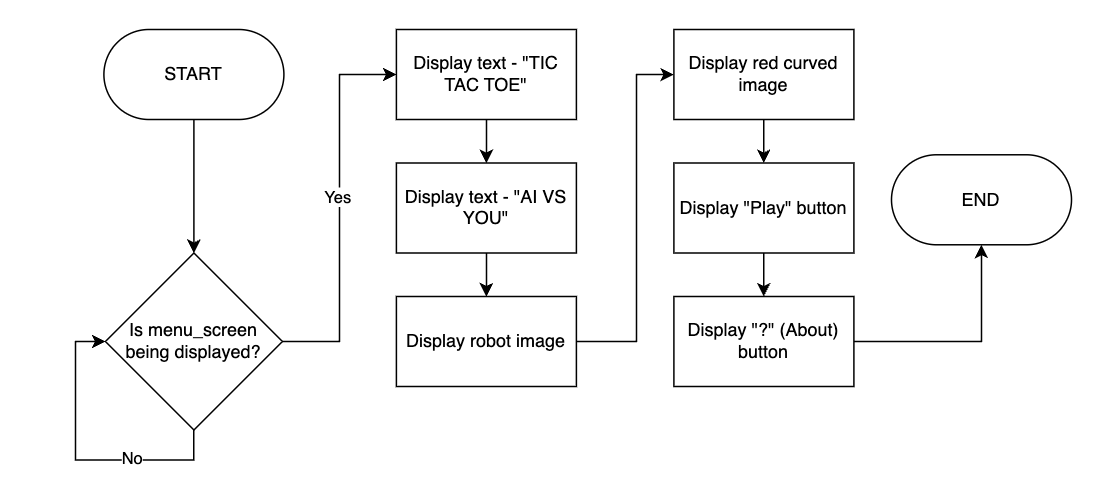 START
Is menu_screen
being displayed?
No
Yes
Display text - "TIC
TAC TOE"
Display text - "AI VS
YOU"
Display robot image
Display red curved
image
Display "Play" button
Display "?" (About)
button
END